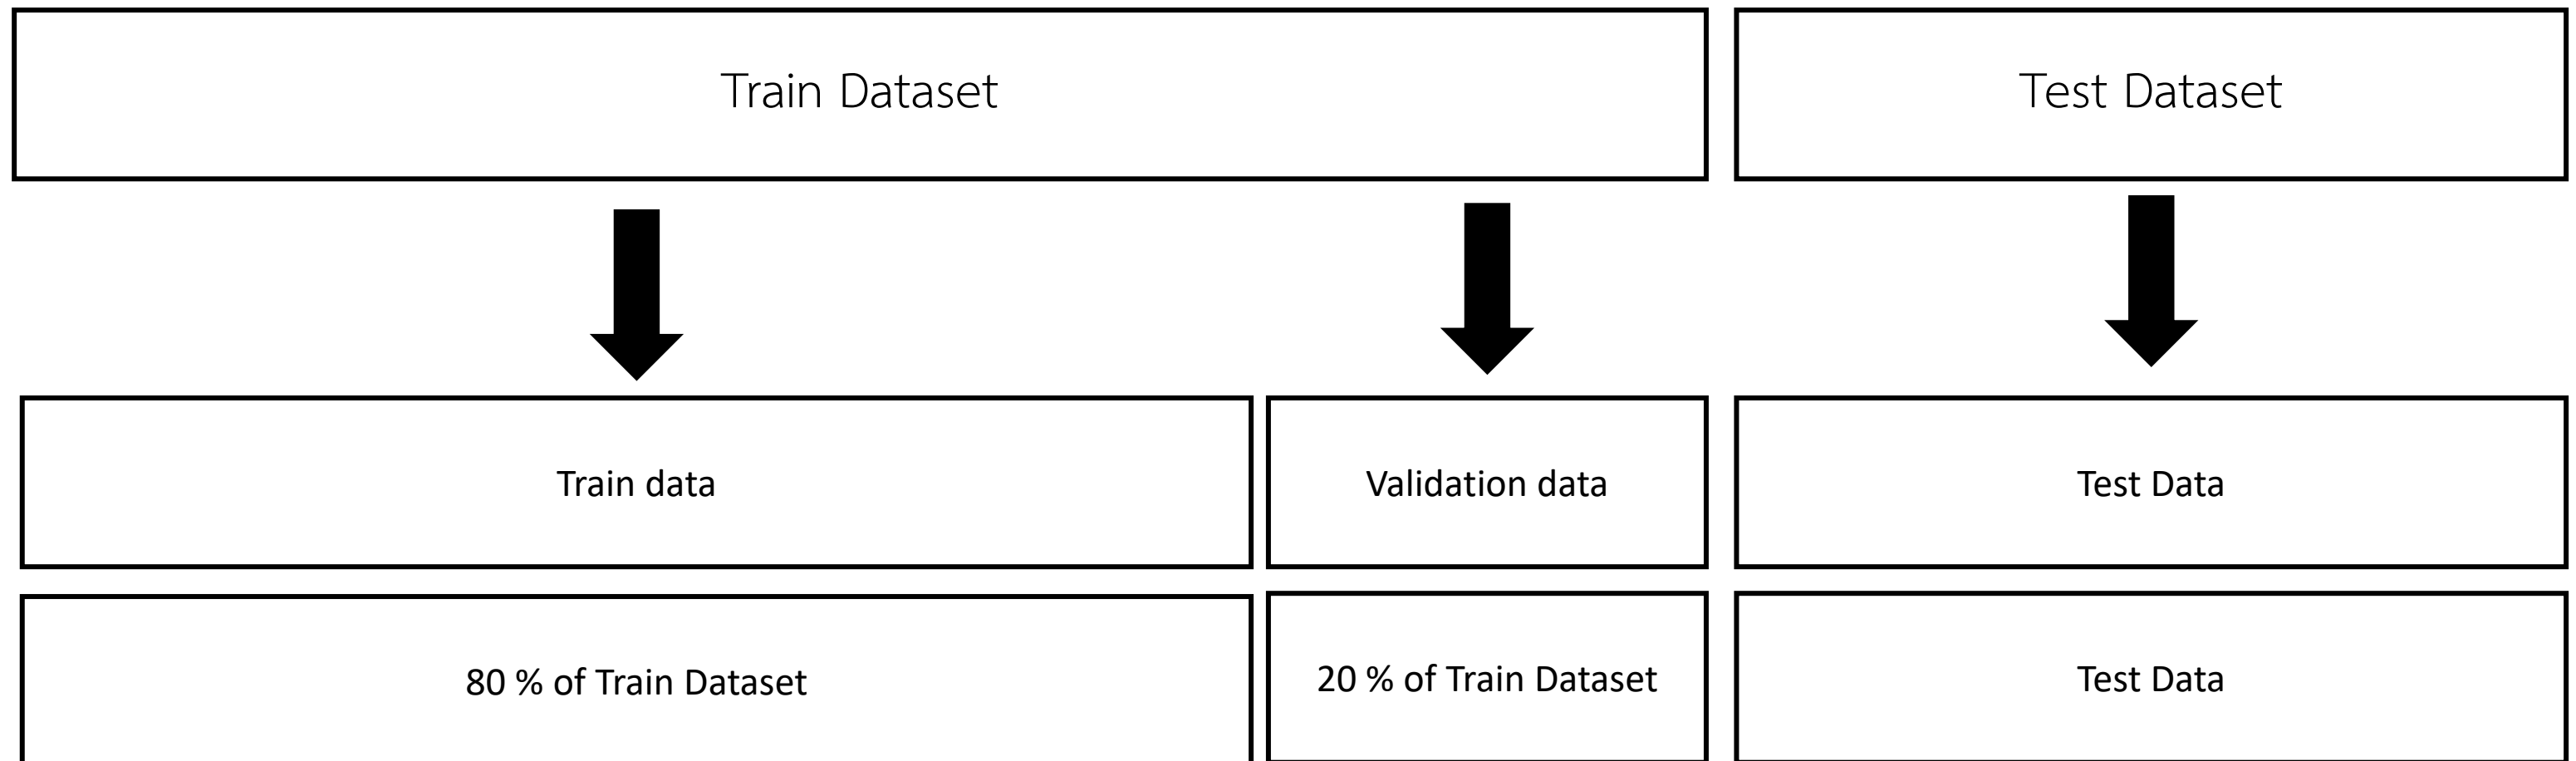 Train Dataset
Test Dataset
Train data
Validation data
Test Data
80 % of Train Dataset
20 % of Train Dataset
Test Data